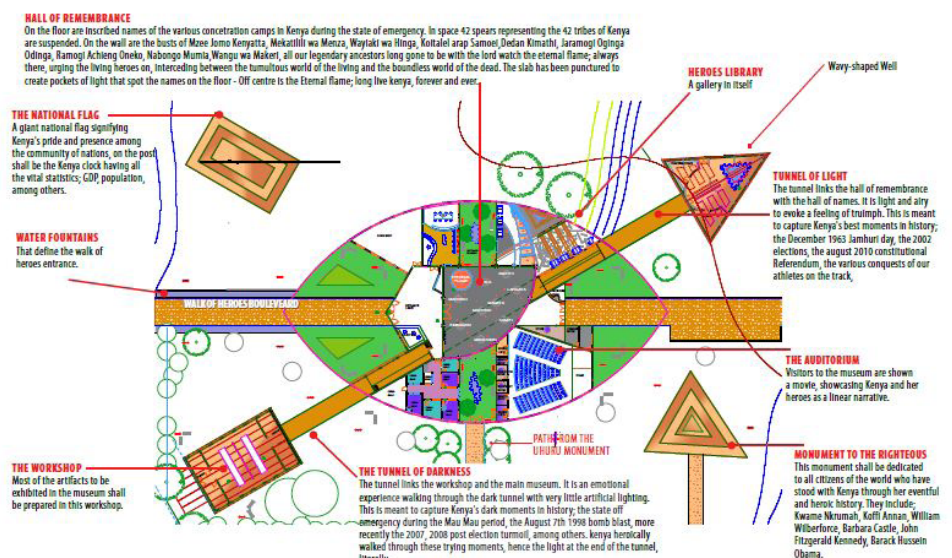 HALL OF REMEMBRANCE
On the floor are inscribed names of the various concetration camps in Kenya during the state of emergency. In space 42 spears representing the 42 tribes of Kenya
are suspended. On the wall are the busts of Mzee Jomo Kenyatta, Mekatilili wa Menza, Wayiaki wa Hinga, Koitalel arap Samoei,Dedan Kimathi, Jaramogi Oginga
Odinga, Ramogi Achieng Oneko, Nabongo Mumia,Wangu wa Makeri, all our legendary ancestors long gone to be with the lord watch the eternal flame; always
there, urging the living heroes on, interceding between the tumultous world of the living and the boundless world of the dead. The slab has been punctured to
create pockets of light that spot the names on the floor - Off centre is the Eternal flame; long live kenya, forever and ever.
HEROES LIBRARY
A gallery in itself
Wavy-shaped Well
THE NATIONAL FLAG
A giant national flag signifying
Kenya's pride and presence among
the community of nations, on the post
shall be the Kenya clock having all
the vital statistics; GDP, population,
among others.
TUNNEL OF LIGHT
The tunnel links the hall of remembrance
with the hall of names. it is light and airy
to evoke a feeling of truimph. This is meant
to capture Kenya's best moments in history;
the December 1963 Jamhuri day, the 2002
elections, the august 2010 constitutional
Referendum, the various conquests of our
athletes on the track,
WATER FOUNTAINS
That define the walk of
heroes entrance.
WALK OF HEROES BOULEVEARD
THE AUDITORIUM
Visitors to the museum are shown
a movie, showcasing Kenya and her
heroes as a linear narrative.
PATH FROM THE
UHURU MONUMENT
THE WORKSHOP
Most of the artifacts to be
exhibited in the museum shall
be prepared in this workshop.
THE TUNNEL OF DARKNESS
The tunnel links the workshop and the main museum. It is an emotional
experience walking through the dark tunnel with very little artificial lighting.
This is meant to capture Kenya's dark moments in history; the state off
emergency during the Mau Mau period, the August 7th 1998 bomb blast, more
recently the 2007, 2008 post election turmoil, among others. kenya heroically
walked through these trying moments, hence the light at the end of the tunnel,
literally.
MONUMENT TO THE RIGHTEOUS
This monument shall be dedicated
to all citizens of the world who have
stood with Kenya through her eventful
and heroic history. They include;
Kwame Nkrumah, Koffi Annan, William
Wilberforce, Barbara Castle, John
Fitzgerald Kennedy, Barack Hussein
Obama.